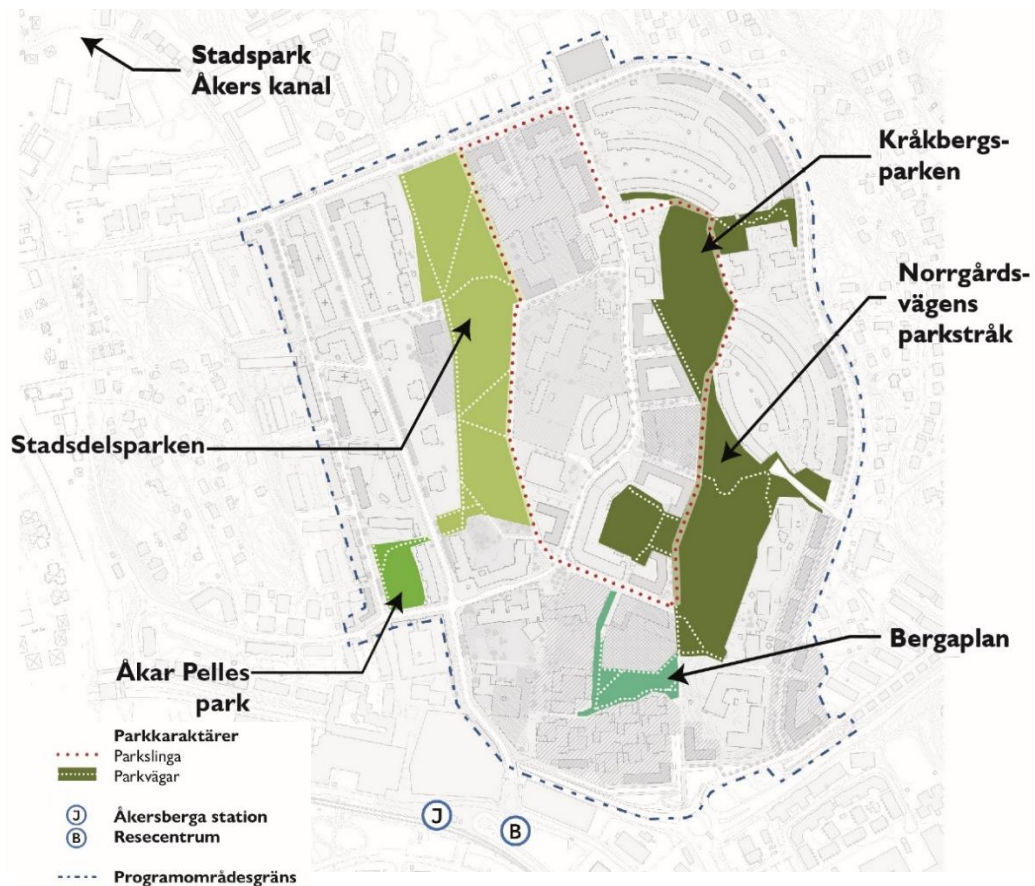 Stadspark
Åkers kanal
Kråkbergs-
parken
Norrgårds-
vägens
parkstråk
Stadsdelsparken
Bergaplan
Åkar Pelles
park
Parkkaraktärer
Parkslinga
Parkvägar
J Åkersberga station
B Resecentrum
J
B
Programområdesgräns